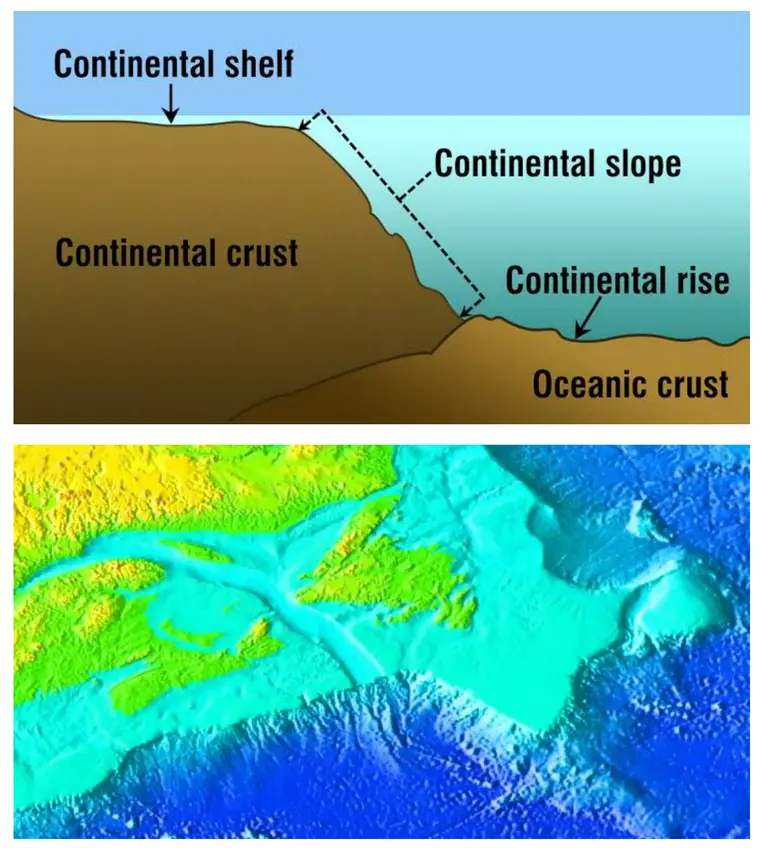 Continental shelf
Continental slope
Continental crust
Continental rise
Oceanic crust